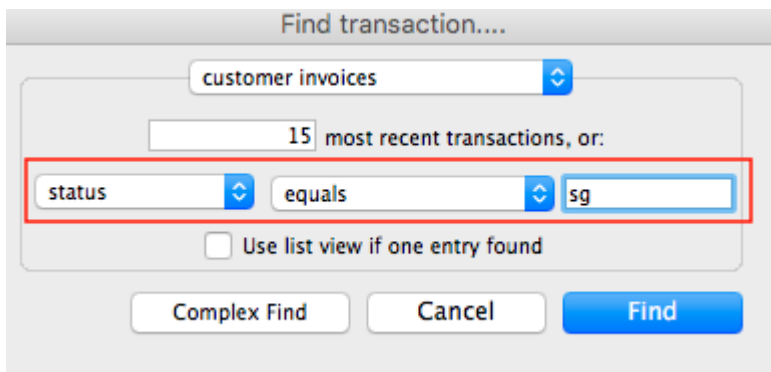 Find transaction....
customer invoices
15 most recent transactions, or:
status equals sg
Use list view if one entry found
Complex Find Cancel Find